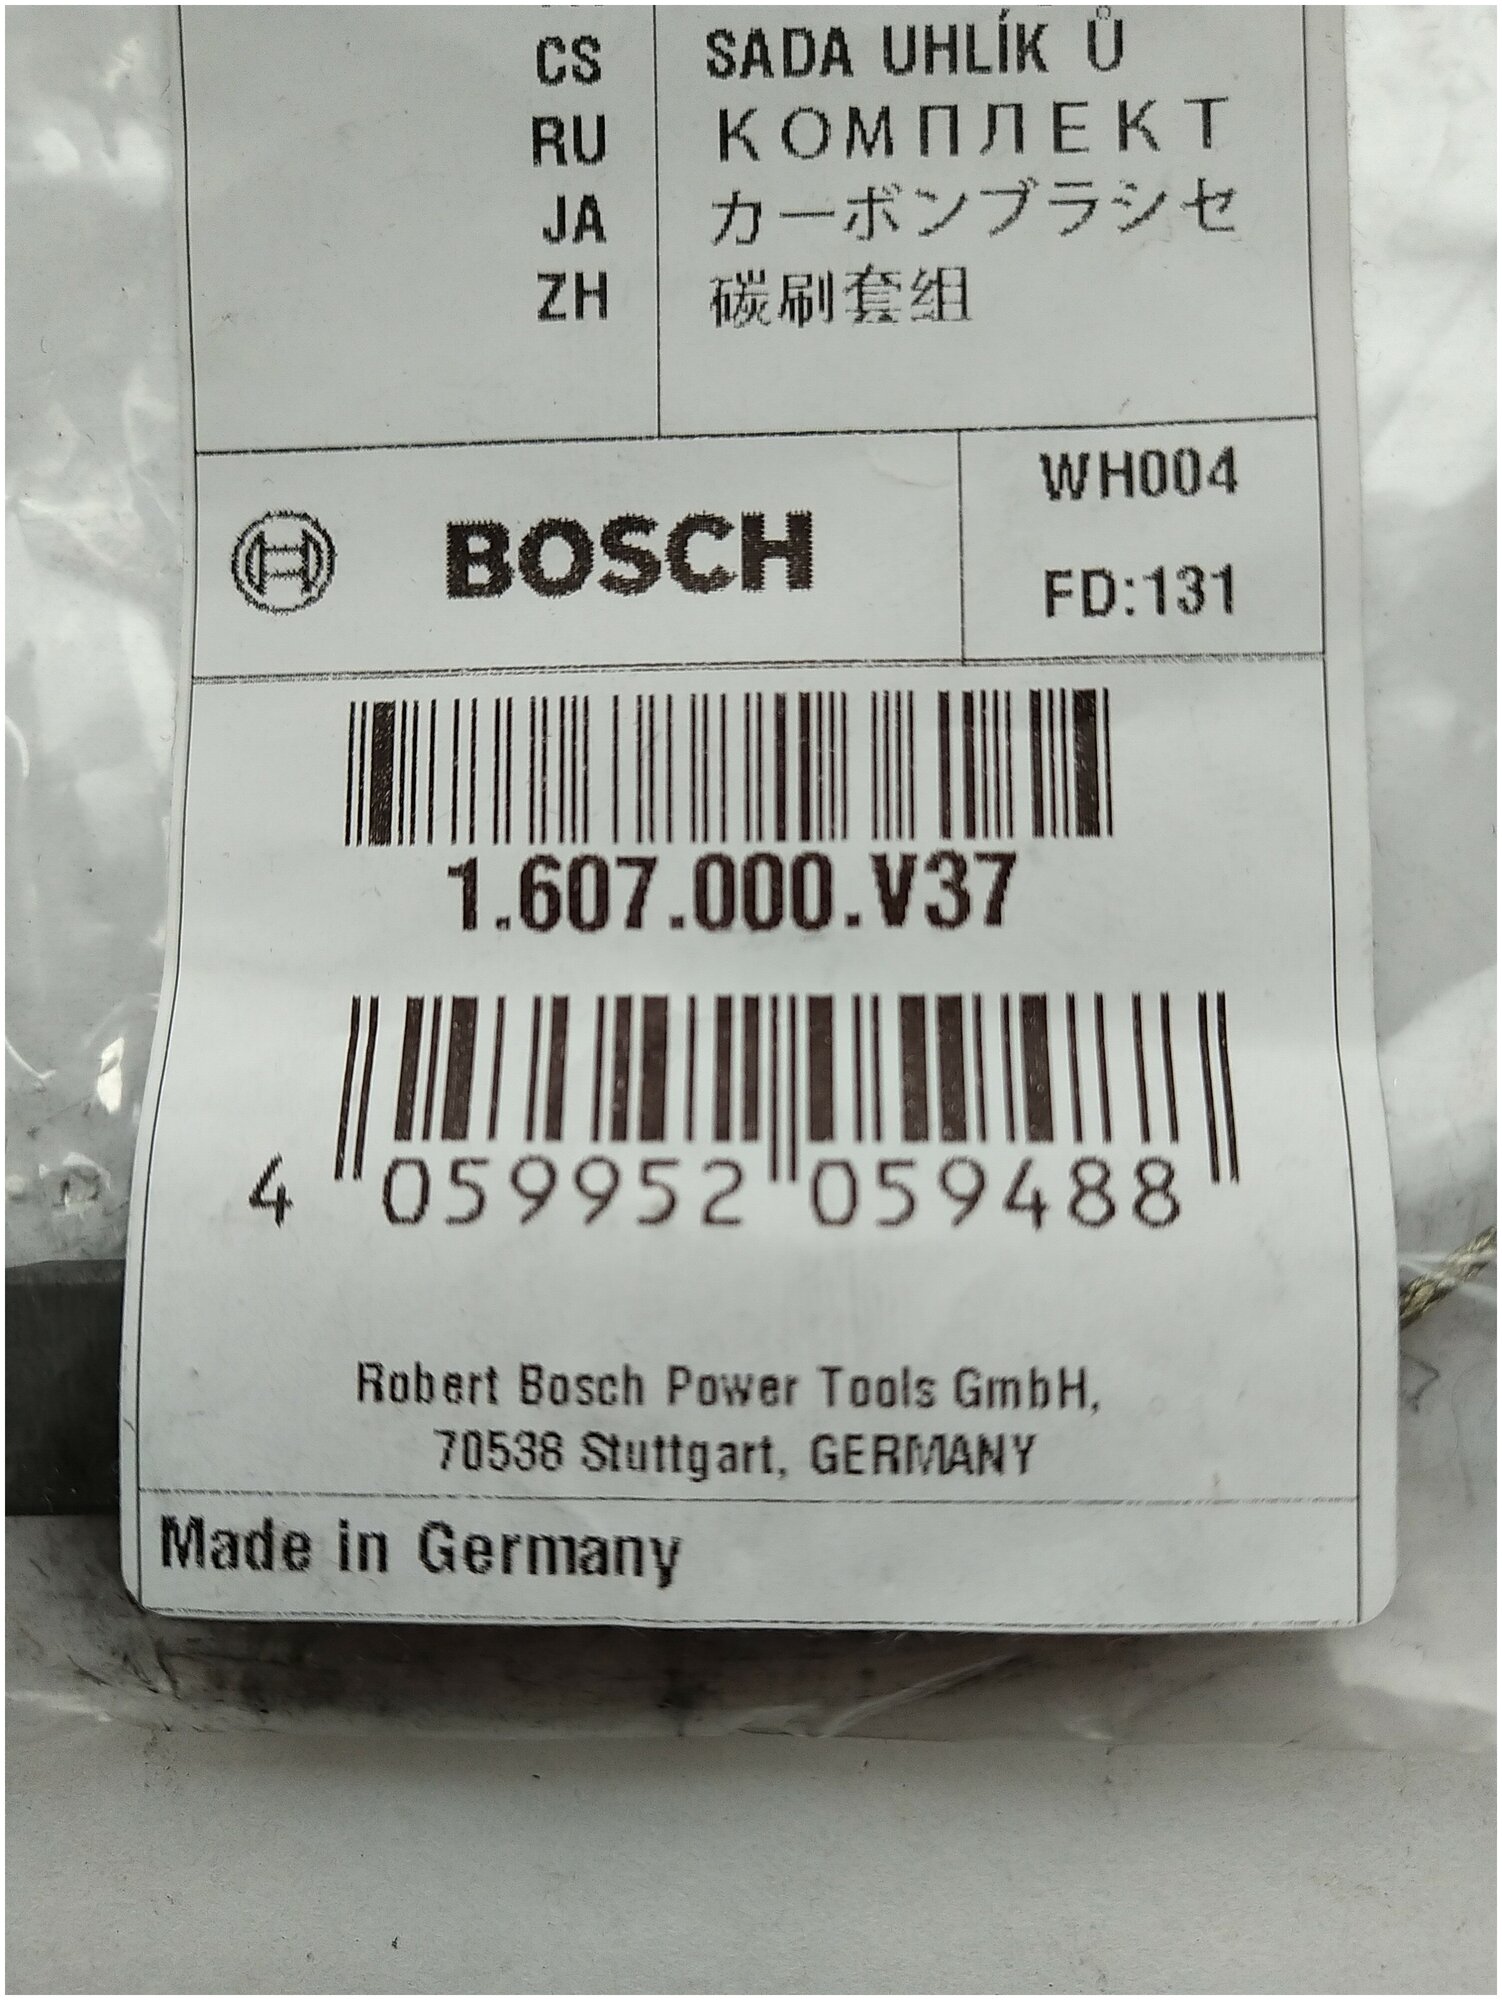 CS SADA UHLÍK Ů
RU КОМПЛЕКТ
JA カーボンブラシセ
ZH 碳刷套组
BOSCH
WH004
FD:131
1.607.000.V37
4 059952 059488
Robert Bosch Power Tools GmbH,
70538 Stuttgart, GERMANY
Made in Germany